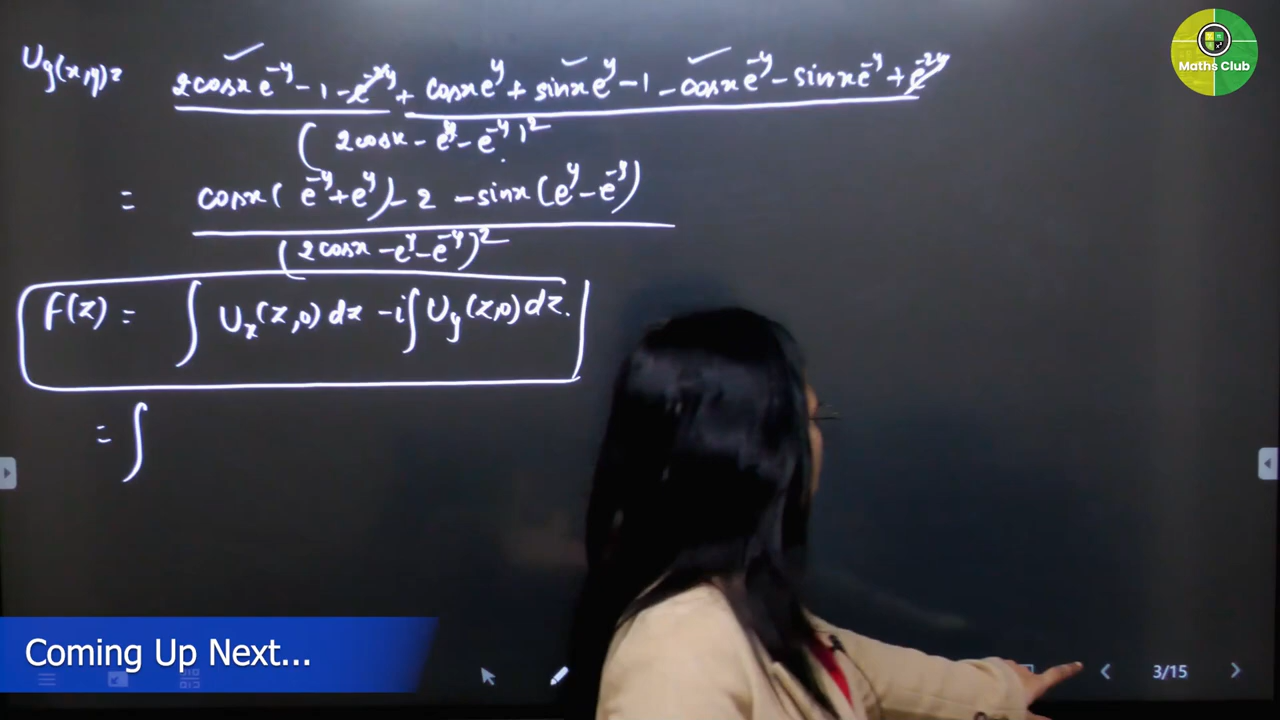 Maths Club
Uy(x,y)= 2cosx e^-y - 1 - e^-2y + cosx e^y + sinx e^y - 1 - cosx e^-y - sinx e^-y + e^-2y
(2cosx - e^y - e^-y)^2
= cosx(e^-y + e^y) - 2 - sinx(e^y - e^-y)
(2cosx - e^y - e^-y)^2
f(z) = ∫ Ux(z,0) dz - i∫ Uy(z,0) dz.
= ∫
Coming Up Next...
3/15